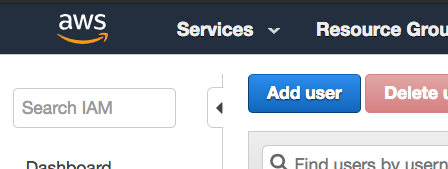 aws
Services Resource Grou
Add user Delete u
Search IAM
Find users by usern
Dashboard